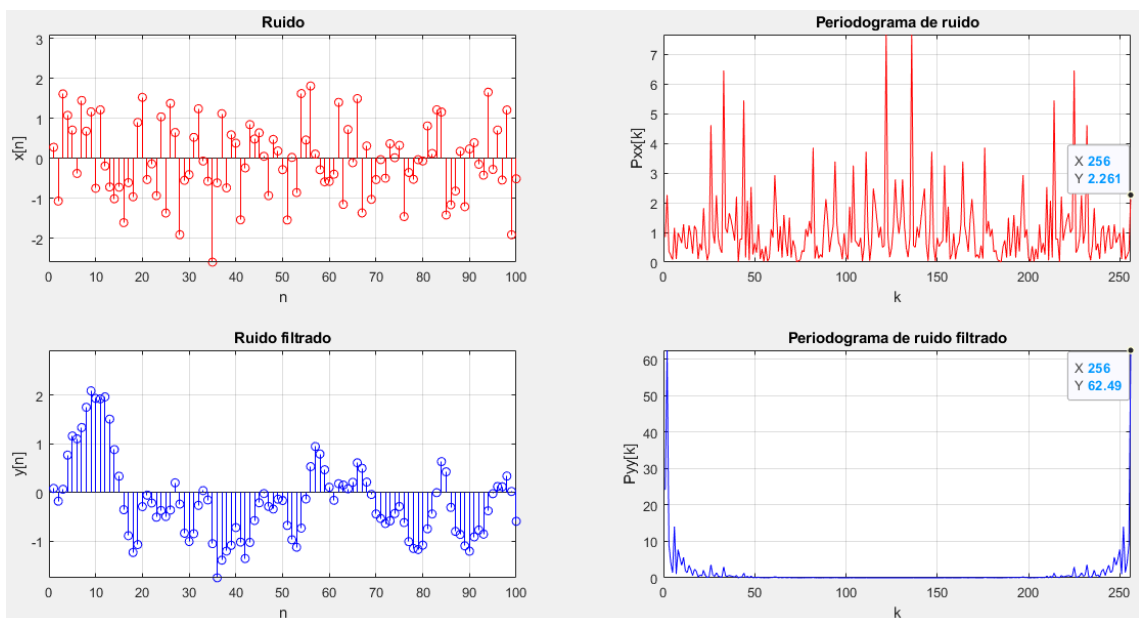 Ruido
3
2
1
0
-1
-2
x[n]
0 10 20 30 40 50 60 70 80 90 100
n
Periodograma de ruido
7
6
5
4
3
2
1
0
Pxx[k]
X 256
Y 2.261
0 50 100 150 200 250
k
Ruido filtrado
2
1
0
-1
y[n]
0 10 20 30 40 50 60 70 80 90 100
n
Periodograma de ruido filtrado
60
50
40
30
20
10
0
Pyy[k]
X 256
Y 62.49
0 50 100 150 200 250
k